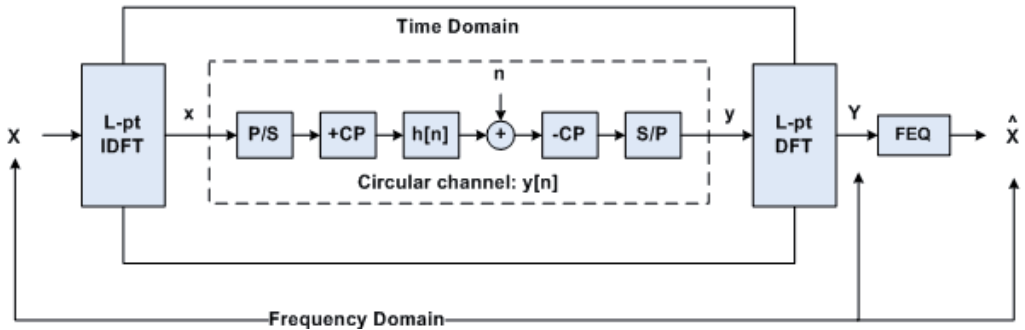 Time Domain
n
X
L-pt
IDFT
x
P/S
+CP
h[n]
+
-CP
S/P
y
L-pt
DFT
Y
FEQ
^
X
Circular channel: y[n]
Frequency Domain